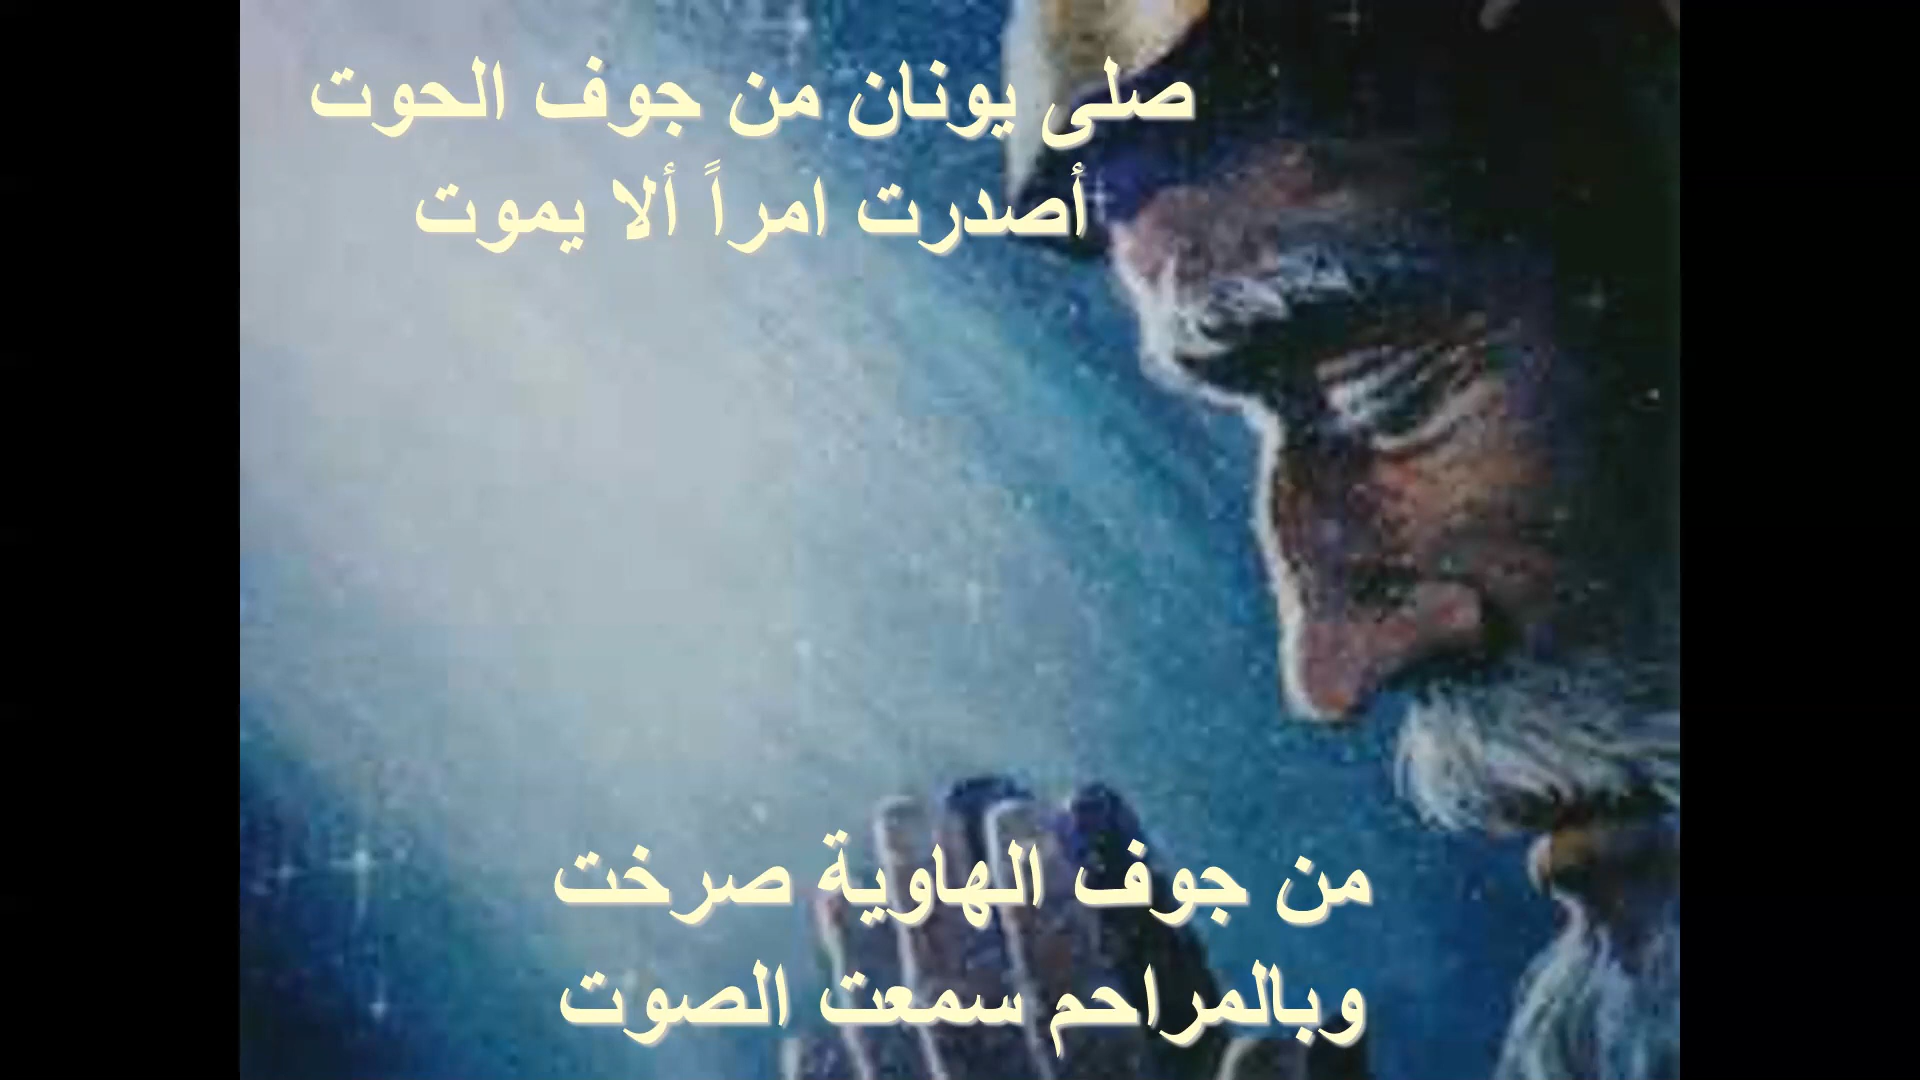 صلى يونان من جوف الحوت
أصدرت امراً ألا يموت
من جوف الهاوية صرخت
وبالمراحم سمعت الصوت